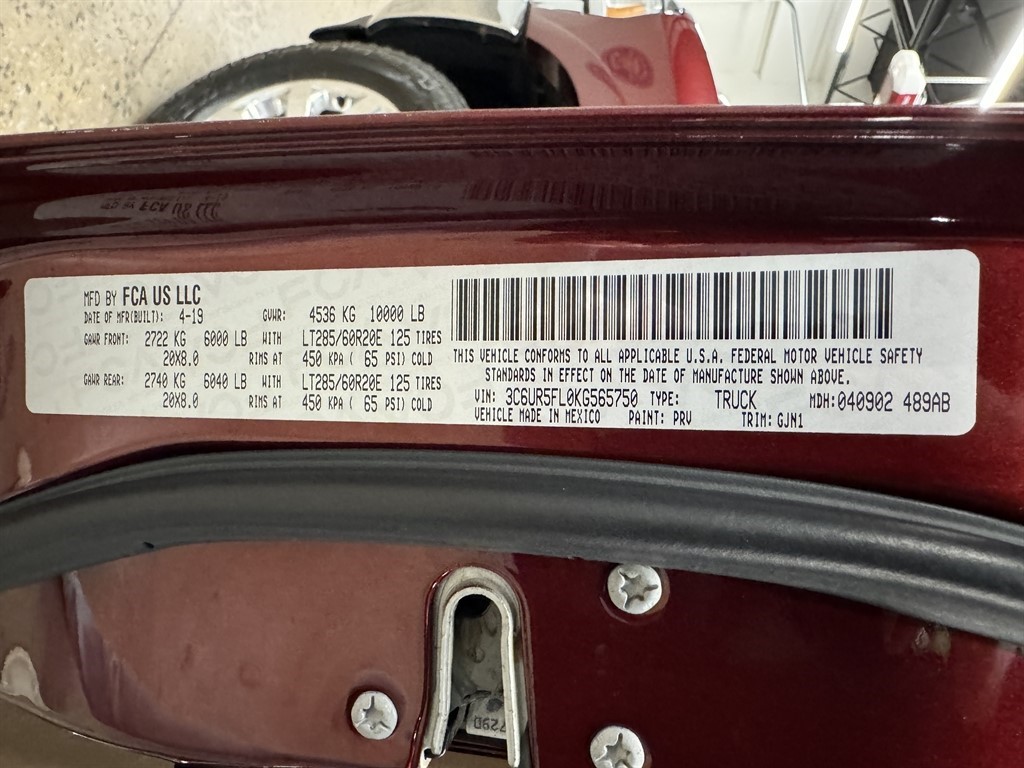 MFD BY FCA US LLC
DATE OF MFR(BUILT): 4-19 GVWR: 4536 KG 10000 LB
GAWR FRONT: 2722 KG 6000 LB WITH LT285/60R20E 125 TIRES
20X8.0 RIMS AT 450 KPA ( 65 PSI) COLD
GAWR REAR: 2740 KG 6040 LB WITH LT285/60R20E 125 TIRES
20X8.0 RIMS AT 450 KPA ( 65 PSI) COLD
THIS VEHICLE CONFORMS TO ALL APPLICABLE U.S.A. FEDERAL MOTOR VEHICLE SAFETY
STANDARDS IN EFFECT ON THE DATE OF MANUFACTURE SHOWN ABOVE.
VIN: 3C6UR5FL0KG565750 TYPE: TRUCK MDH:040902 489AB
VEHICLE MADE IN MEXICO PAINT: PRV TRIM: GJN1